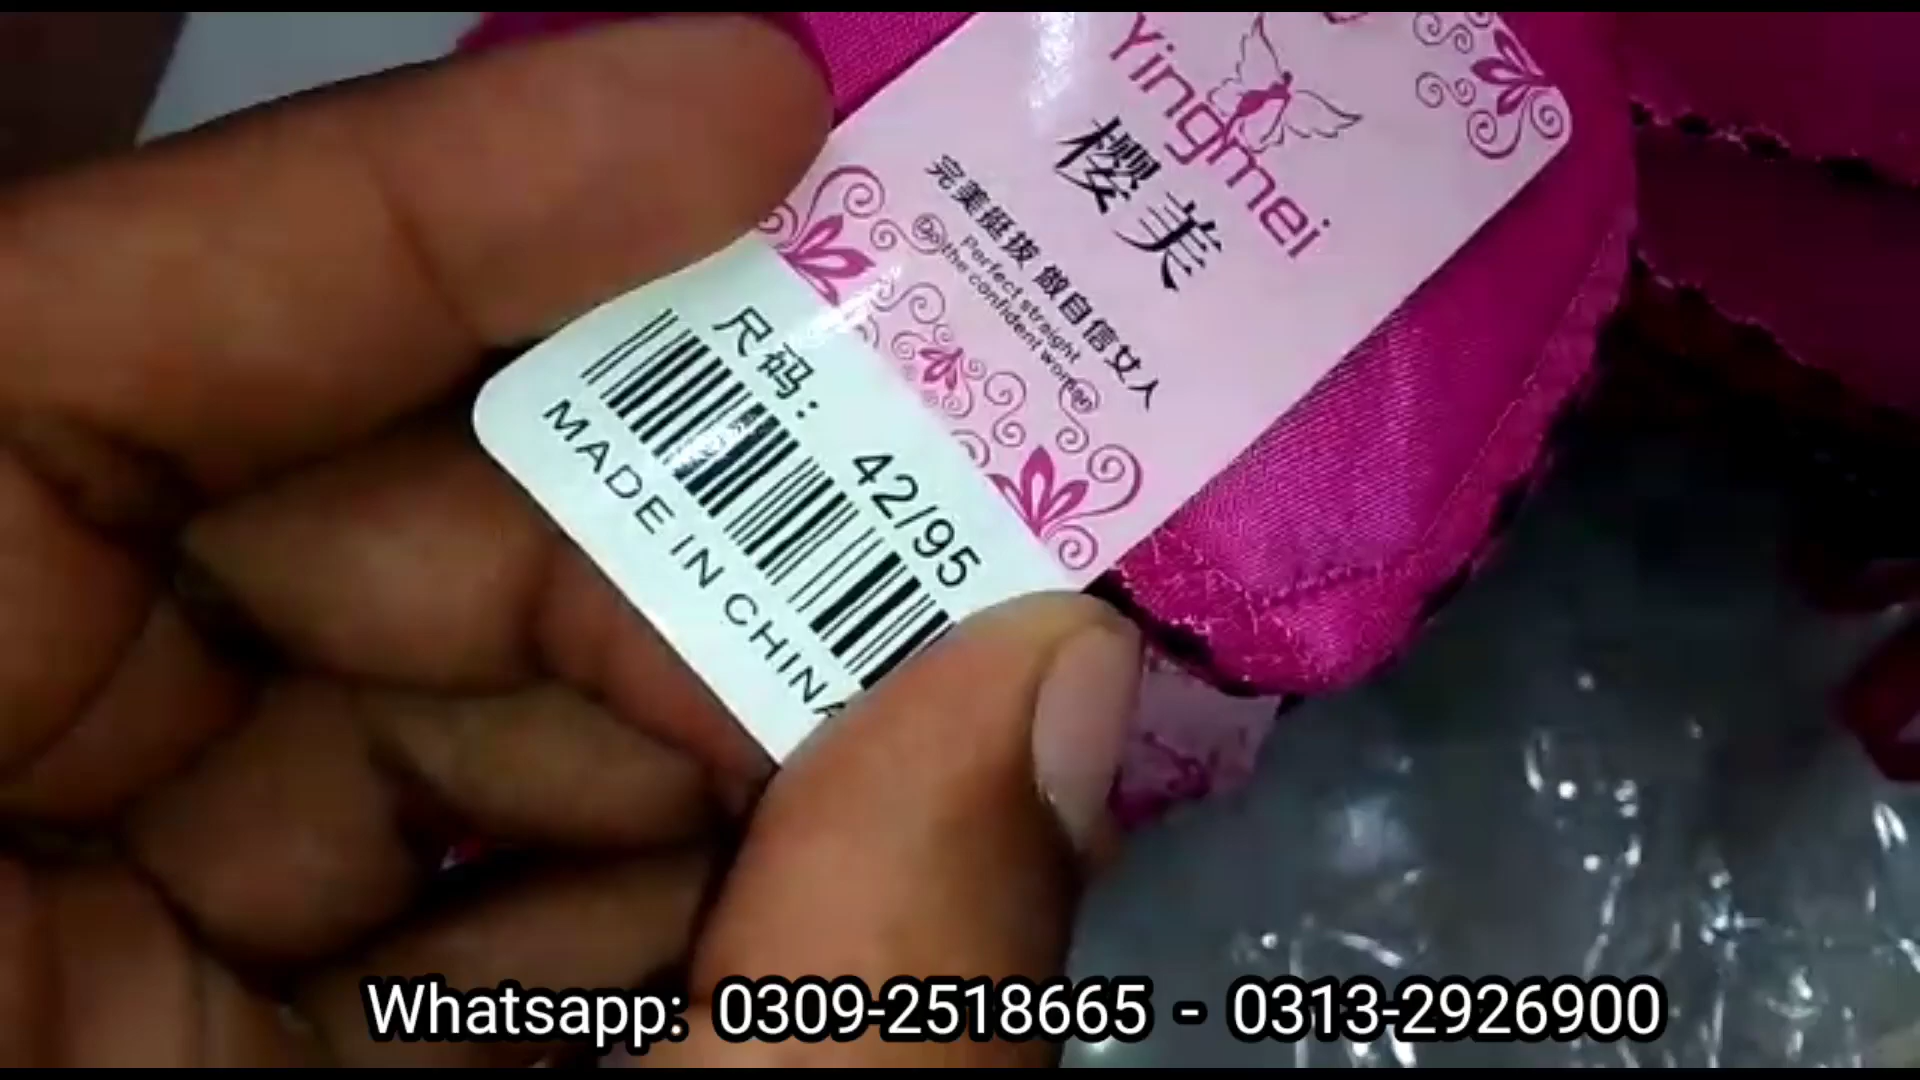 Yingmei
樱美
完美挺拔 做自信女人
Perfect straight
Do the confident woman
尺码: 42/95
MADE IN CHINA
Whatsapp: 0309-2518665 - 0313-2926900